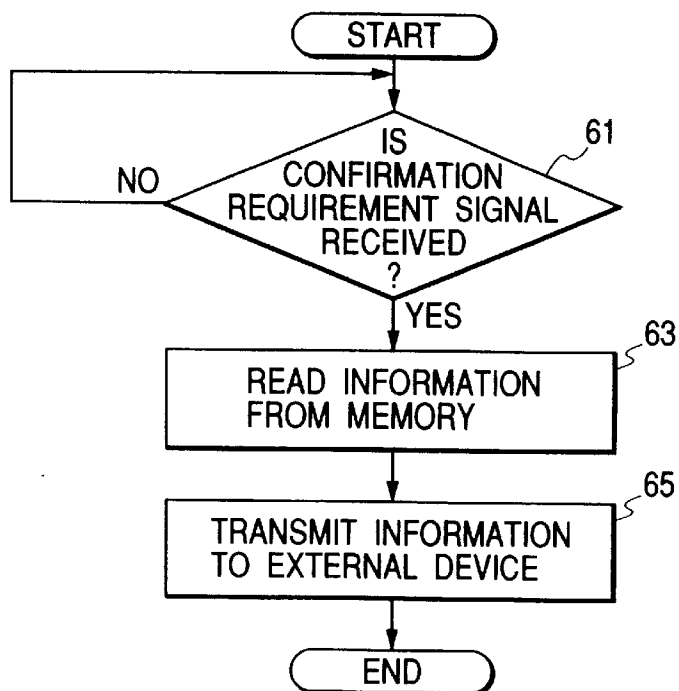 START
61
IS
CONFIRMATION
REQUIREMENT SIGNAL
RECEIVED
?
NO
YES
63
READ INFORMATION
FROM MEMORY
65
TRANSMIT INFORMATION
TO EXTERNAL DEVICE
END